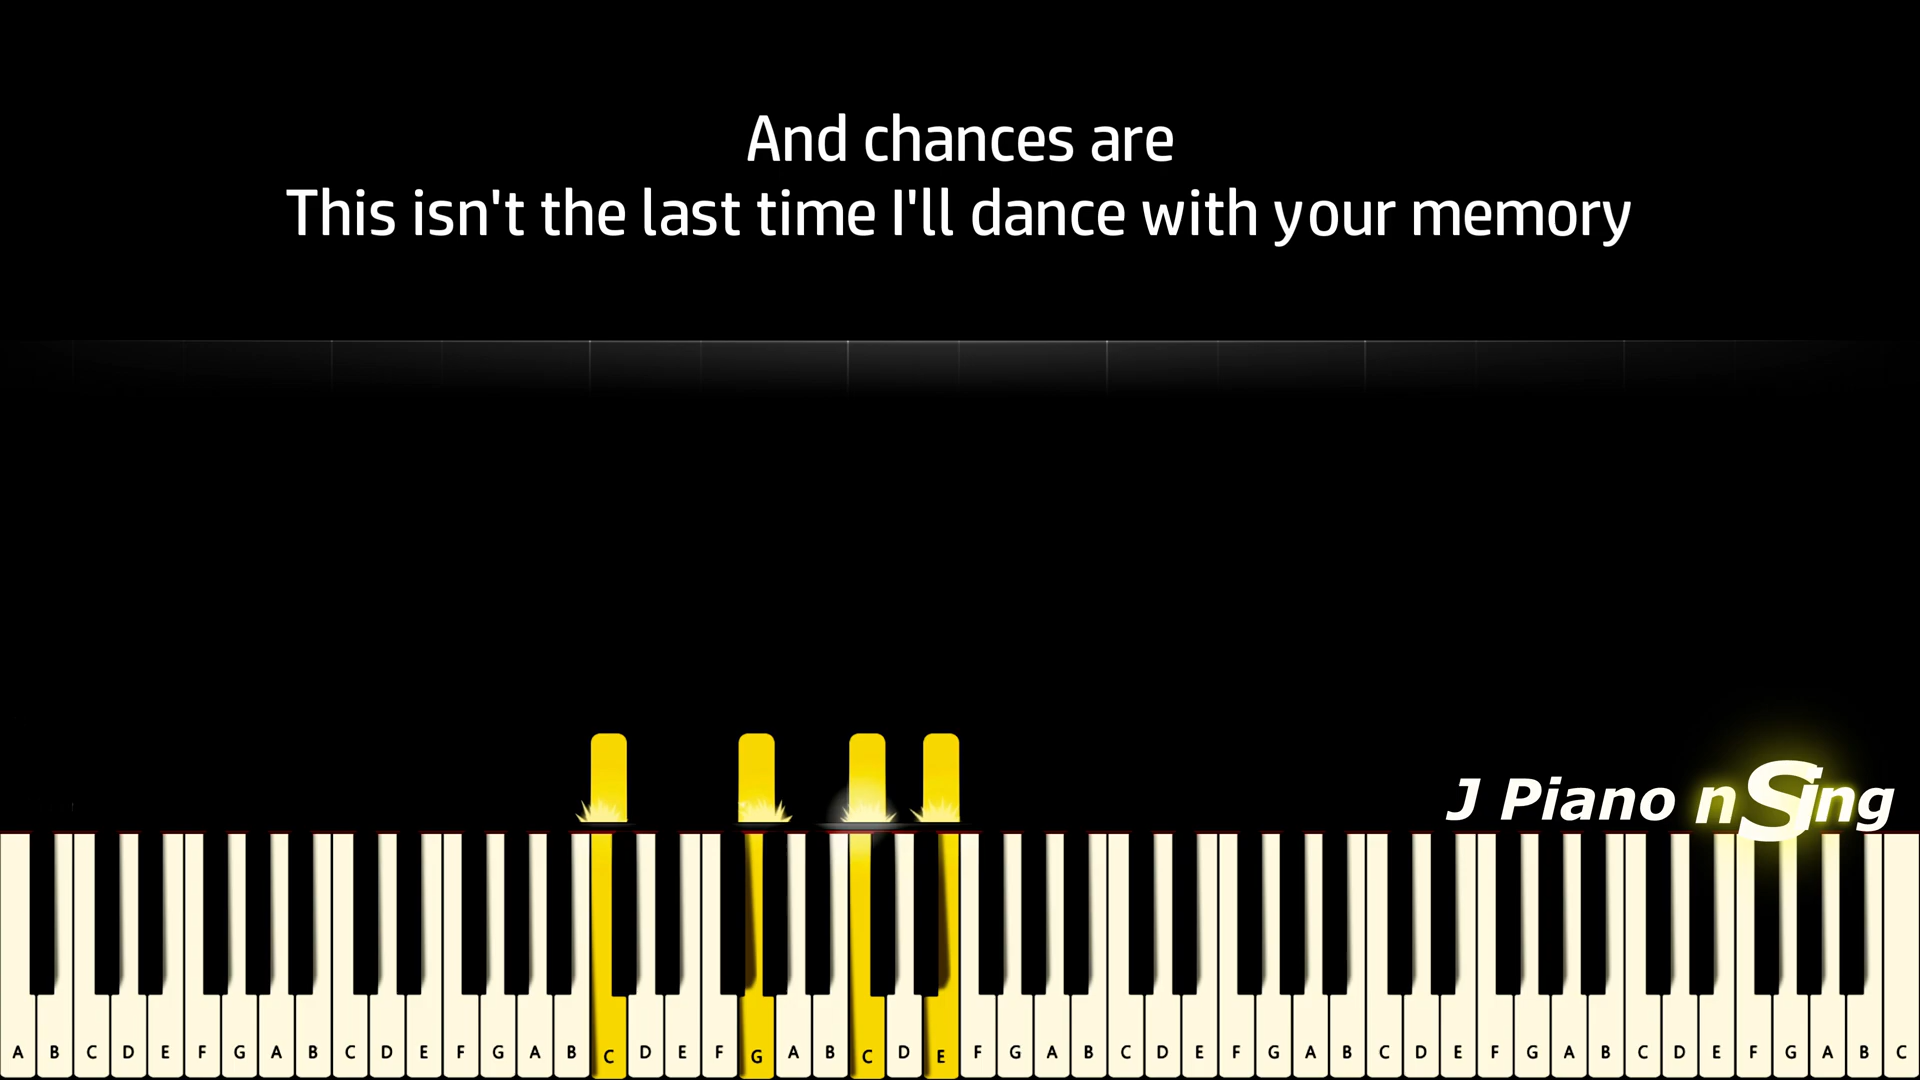 And chances are
This isn't the last time I'll dance with your memory
J Piano nSing
A B C D E F G A B C D E F G A B C D E F G A B C D E F G A B C D E F G A B C D E F G A B C D E F G A B C